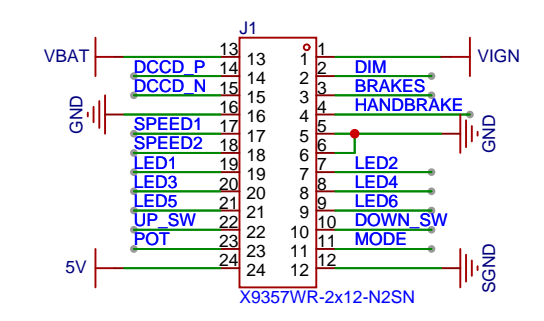 J1
VBAT 13 13 1 1 VIGN
DCCD_P 14 14 2 2 DIM
DCCD_N 15 15 3 3 BRAKES
GND 16 16 4 4 HANDBRAKE
SPEED1 17 17 5 5 GND
SPEED2 18 18 6 6
LED1 19 19 7 7 LED2
LED3 20 20 8 8 LED4
LED5 21 21 9 9 LED6
UP_SW 22 22 10 10 DOWN_SW
POT 23 23 11 11 MODE
5V 24 24 12 12 SGND
X9357WR-2x12-N2SN